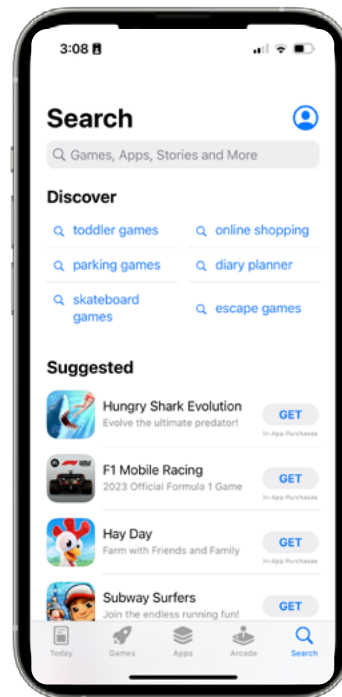 3:08
Search
Games, Apps, Stories and More
Discover
toddler games
online shopping
parking games
diary planner
skateboard
games
escape games
Suggested
Hungry Shark Evolution
Evolve the ultimate predator!
GET
In-App Purchases
F1 Mobile Racing
2023 Official Formula 1 Game
GET
In-App Purchases
Hay Day
Farm with Friends and Family
GET
In-App Purchases
Subway Surfers
Join the endless running fun!
GET
Today
Games
Apps
Arcade
Search